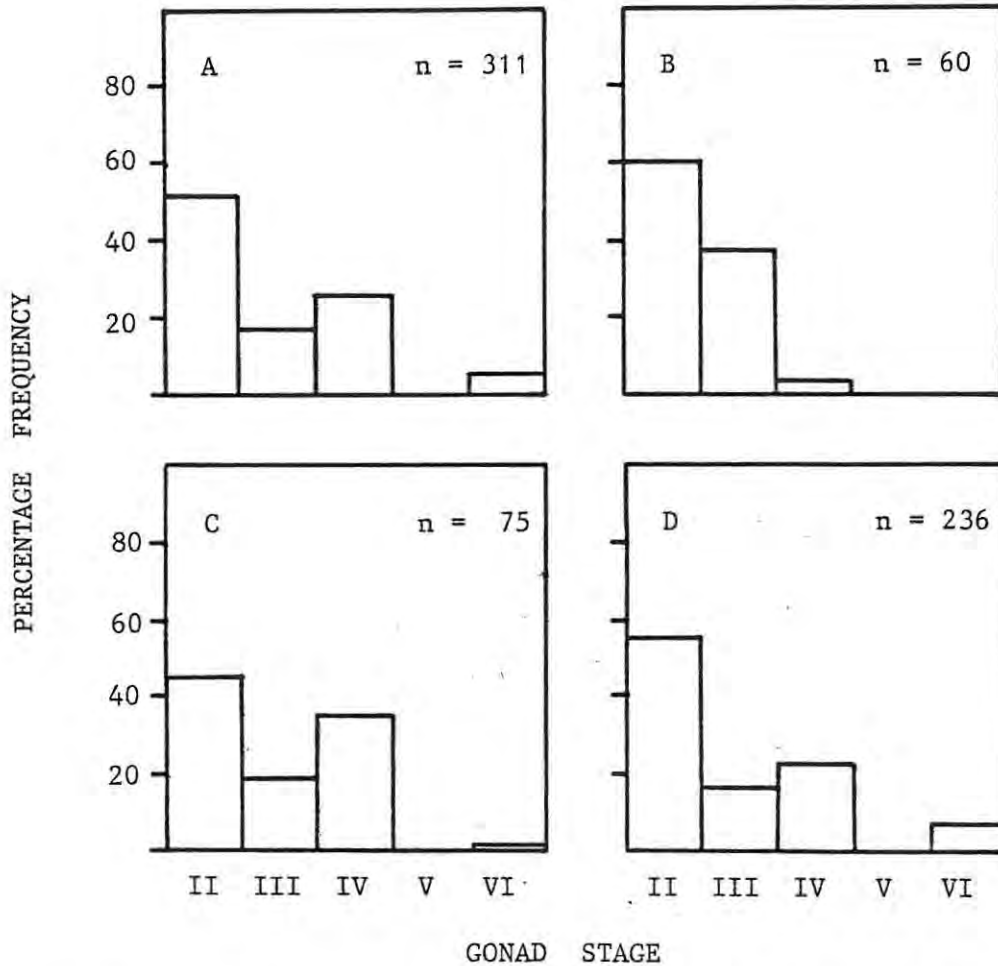 A n = 311
80
60
40
20
B n = 60
PERCENTAGE FREQUENCY
C n = 75
80
60
40
20
II III IV V VI
D n = 236
II III IV V VI
GONAD STAGE